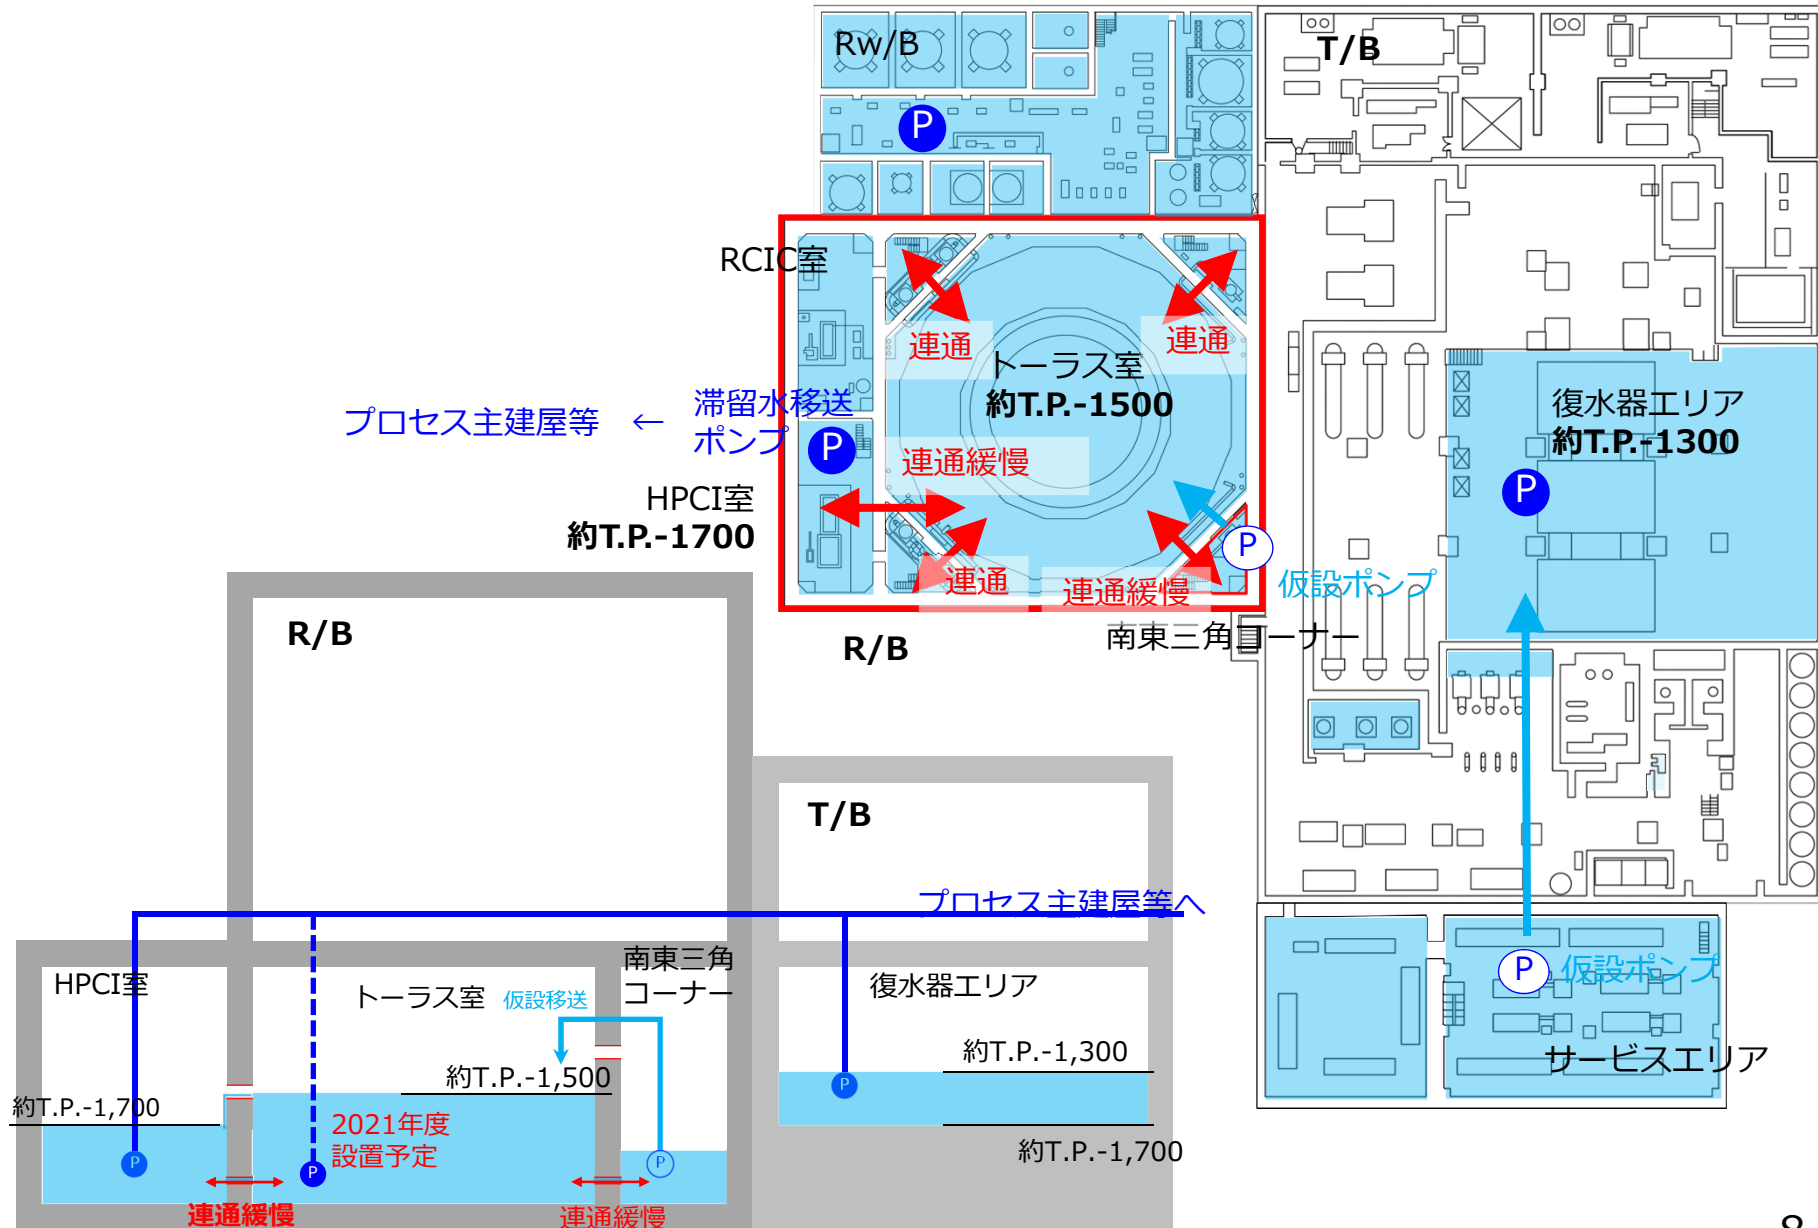 Rw/B
P
T/B
RCIC室
連通
連通
トーラス室
約T.P.-1500
プロセス主建屋等 ← 滞留水移送
ポンプ
P
連通緩慢
HPCI室
約T.P.-1700
復水器エリア
約T.P.-1300
P
P
連通
連通緩慢
仮設ポンプ
南東三角コーナー
R/B
R/B
T/B
プロセス主建屋等へ
HPCI室
トーラス室
仮設移送
南東三角
コーナー
復水器エリア
P
仮設ポンプ
サービスエリア
約T.P.-1,300
約T.P.-1,500
P
約T.P.-1,700
2021年度
設置予定
約T.P.-1,700
P
P
P
連通緩慢
連通緩慢